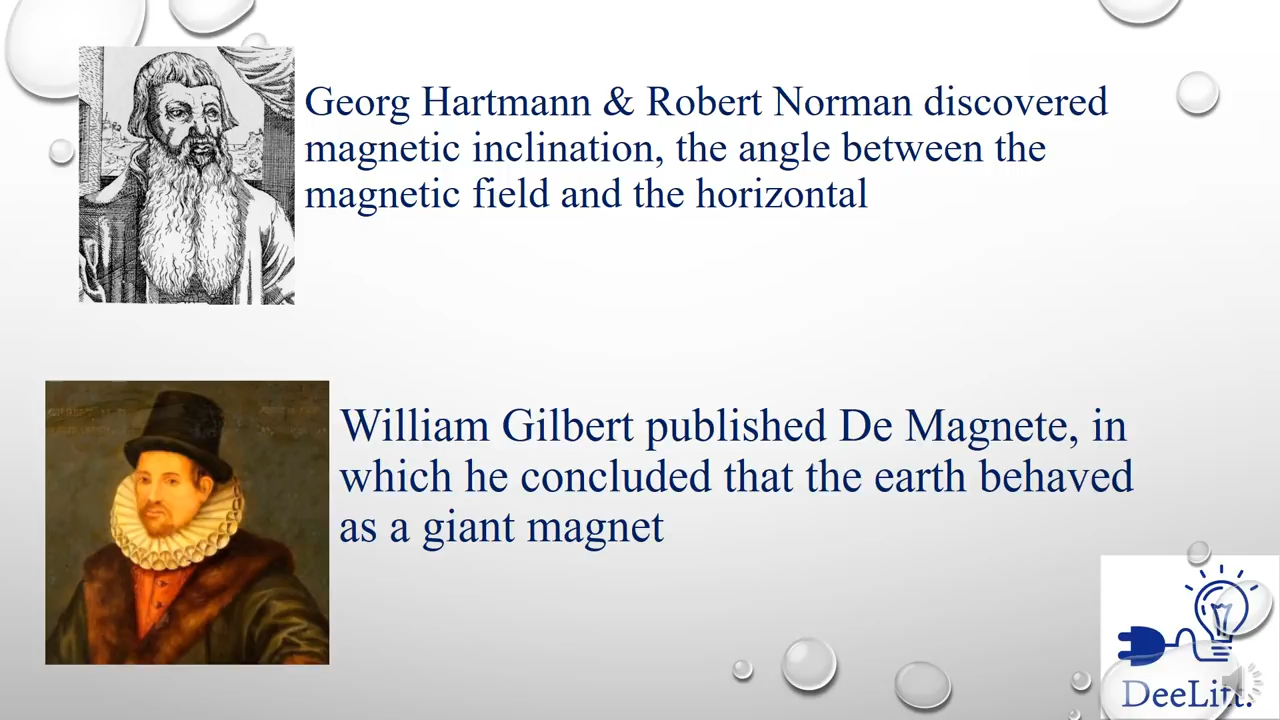 Georg Hartmann & Robert Norman discovered
magnetic inclination, the angle between the
magnetic field and the horizontal
William Gilbert published De Magnete, in
which he concluded that the earth behaved
as a giant magnet
DeeLitt.